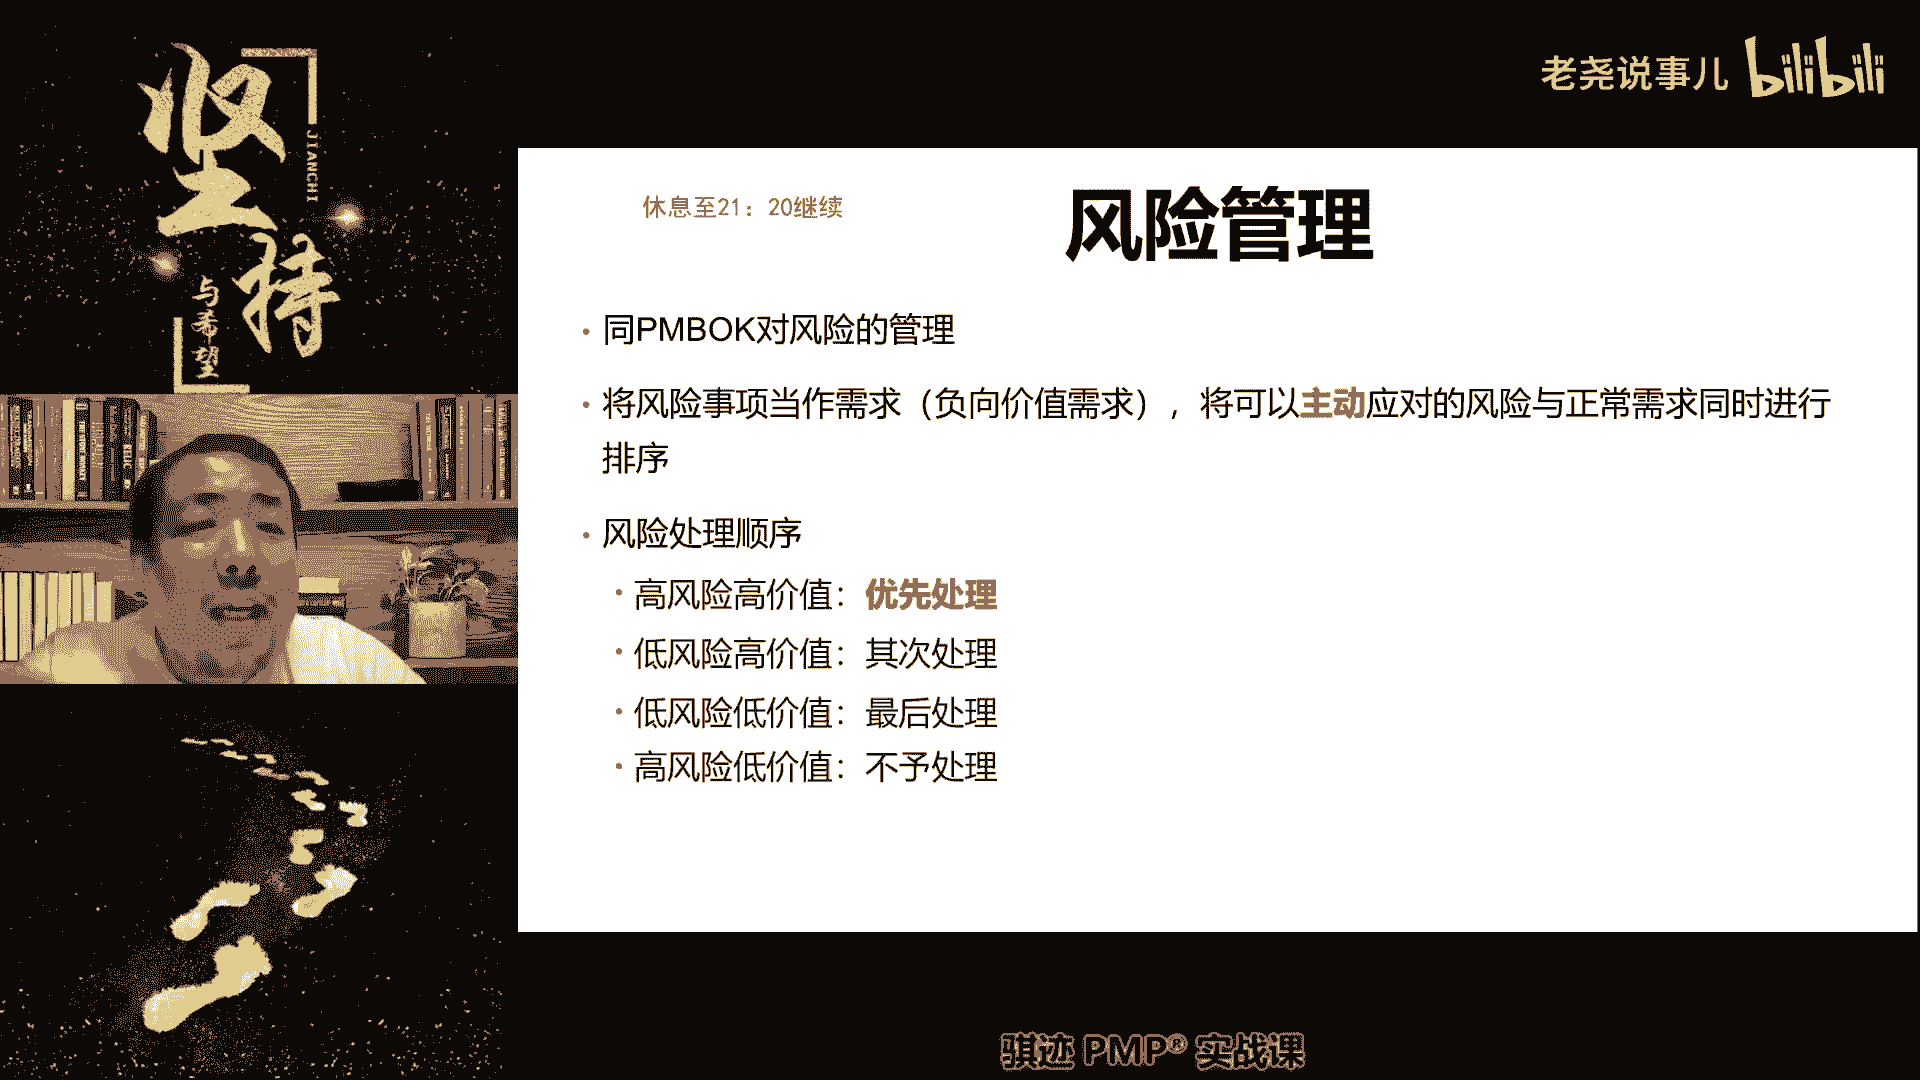 坚持
JIANCHI
与希望
老尧说事儿 bilibili
休息至21：20继续
风险管理
• 同PMBOK对风险的管理
• 将风险事项当作需求（负向价值需求），将可以主动应对的风险与正常需求同时进行
排序
• 风险处理顺序
• 高风险高价值：优先处理
• 低风险高价值：其次处理
• 低风险低价值：最后处理
• 高风险低价值：不予处理
骐迹 PMP® 实战课